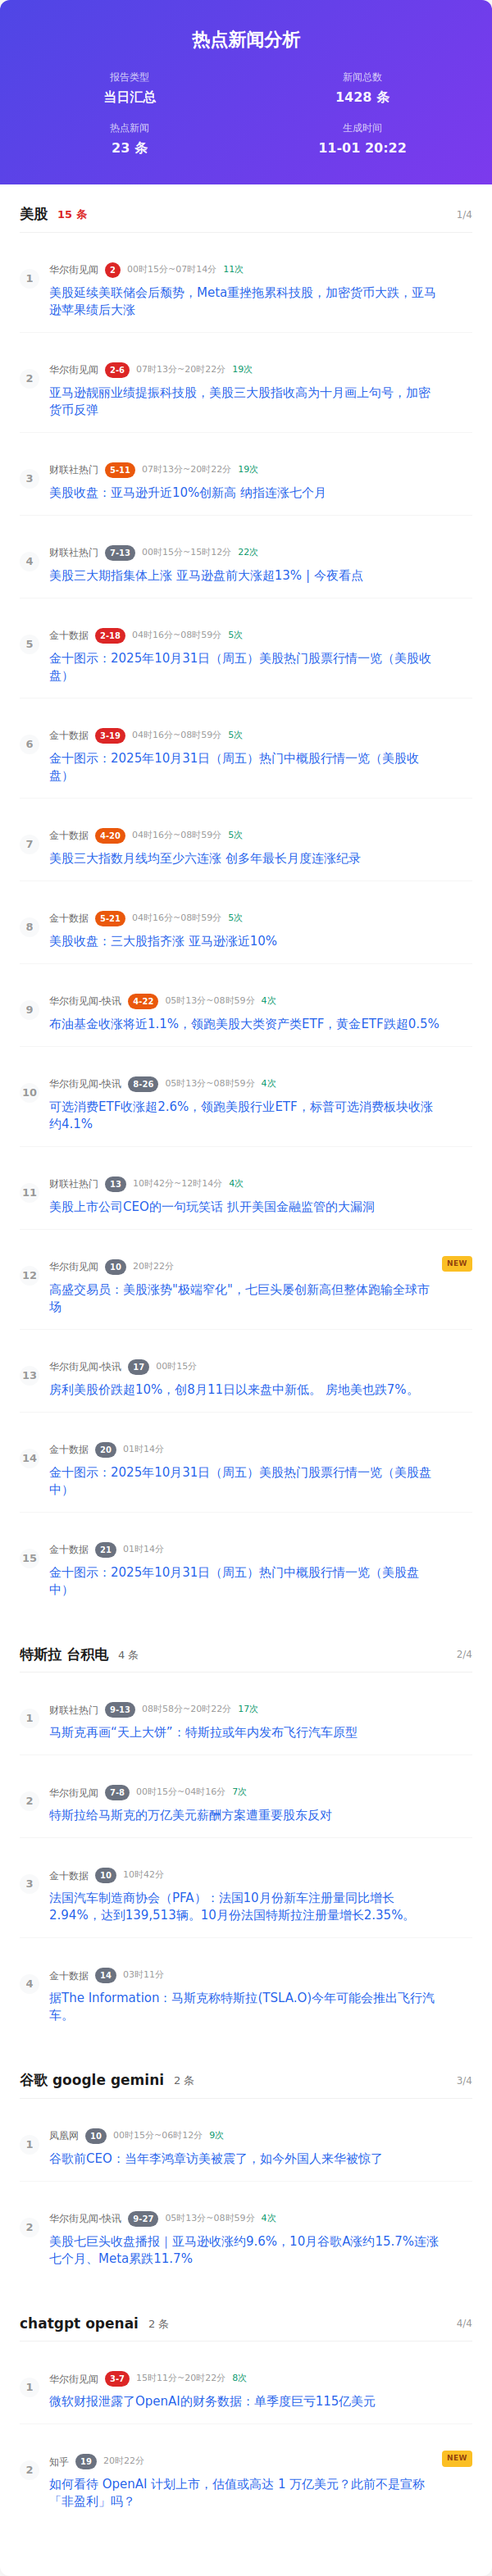 热点新闻分析
报告类型
当日汇总
新闻总数
1428 条
热点新闻
23 条
生成时间
11-01 20:22
美股 15 条 1/4
1 华尔街见闻 2 00时15分~07时14分 11次
美股延续美联储会后颓势，Meta重挫拖累科技股，加密货币大跌，亚马
逊苹果绩后大涨
2 华尔街见闻 2-6 07时13分~20时22分 19次
亚马逊靓丽业绩提振科技股，美股三大股指收高为十月画上句号，加密
货币反弹
3 财联社热门 5-11 07时13分~20时22分 19次
美股收盘：亚马逊升近10%创新高 纳指连涨七个月
4 财联社热门 7-13 00时15分~15时12分 22次
美股三大期指集体上涨 亚马逊盘前大涨超13% | 今夜看点
5 金十数据 2-18 04时16分~08时59分 5次
金十图示：2025年10月31日（周五）美股热门股票行情一览（美股收
盘）
6 金十数据 3-19 04时16分~08时59分 5次
金十图示：2025年10月31日（周五）热门中概股行情一览（美股收
盘）
7 金十数据 4-20 04时16分~08时59分 5次
美股三大指数月线均至少六连涨 创多年最长月度连涨纪录
8 金十数据 5-21 04时16分~08时59分 5次
美股收盘：三大股指齐涨 亚马逊涨近10%
9 华尔街见闻-快讯 4-22 05时13分~08时59分 4次
布油基金收涨将近1.1%，领跑美股大类资产类ETF，黄金ETF跌超0.5%
10 华尔街见闻-快讯 8-26 05时13分~08时59分 4次
可选消费ETF收涨超2.6%，领跑美股行业ETF，标普可选消费板块收涨
约4.1%
11 财联社热门 13 10时42分~12时14分 4次
美股上市公司CEO的一句玩笑话 扒开美国金融监管的大漏洞
12 华尔街见闻 10 20时22分 NEW
高盛交易员：美股涨势"极端窄化"，七巨头屡创新高但整体跑输全球市
场
13 华尔街见闻-快讯 17 00时15分
房利美股价跌超10%，创8月11日以来盘中新低。 房地美也跌7%。
14 金十数据 20 01时14分
金十图示：2025年10月31日（周五）美股热门股票行情一览（美股盘
中）
15 金十数据 21 01时14分
金十图示：2025年10月31日（周五）热门中概股行情一览（美股盘
中）
特斯拉 台积电 4 条 2/4
1 财联社热门 9-13 08时58分~20时22分 17次
马斯克再画“天上大饼”：特斯拉或年内发布飞行汽车原型
2 华尔街见闻 7-8 00时15分~04时16分 7次
特斯拉给马斯克的万亿美元薪酬方案遭重要股东反对
3 金十数据 10 10时42分
法国汽车制造商协会（PFA）：法国10月份新车注册量同比增长
2.94%，达到139,513辆。10月份法国特斯拉注册量增长2.35%。
4 金十数据 14 03时11分
据The Information：马斯克称特斯拉(TSLA.O)今年可能会推出飞行汽
车。
谷歌 google gemini 2 条 3/4
1 凤凰网 10 00时15分~06时12分 9次
谷歌前CEO：当年李鸿章访美被震了，如今外国人来华被惊了
2 华尔街见闻-快讯 9-27 05时13分~08时59分 4次
美股七巨头收盘播报｜亚马逊收涨约9.6%，10月谷歌A涨约15.7%连涨
七个月、Meta累跌11.7%
chatgpt openai 2 条 4/4
1 华尔街见闻 3-7 15时11分~20时22分 8次
微软财报泄露了OpenAI的财务数据：单季度巨亏115亿美元
2 知乎 19 20时22分 NEW
如何看待 OpenAI 计划上市，估值或高达 1 万亿美元？此前不是宣称
「非盈利」吗？